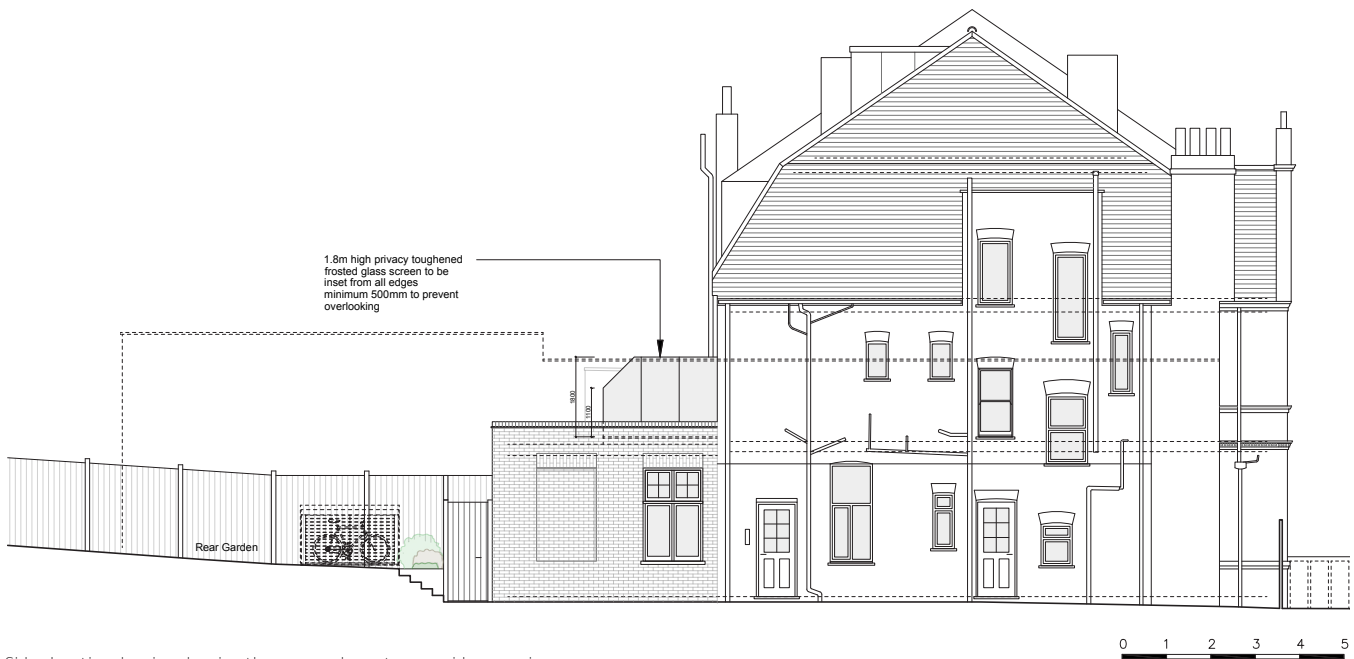 1.8m high privacy toughened
frosted glass screen to be
inset from all edges
minimum 500mm to prevent
overlooking
1800
1100
Rear Garden
0 1 2 3 4 5